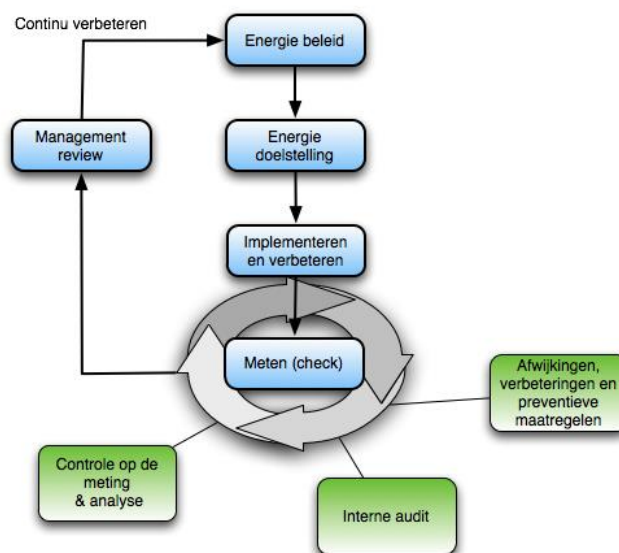 Continu verbeteren
Energie beleid
Management
review
Energie
doelstelling
Implementeren
en verbeteren
Meten (check)
Afwijkingen,
verbeteringen en
preventieve
maatregelen
Controle op de
meting
& analyse
Interne audit